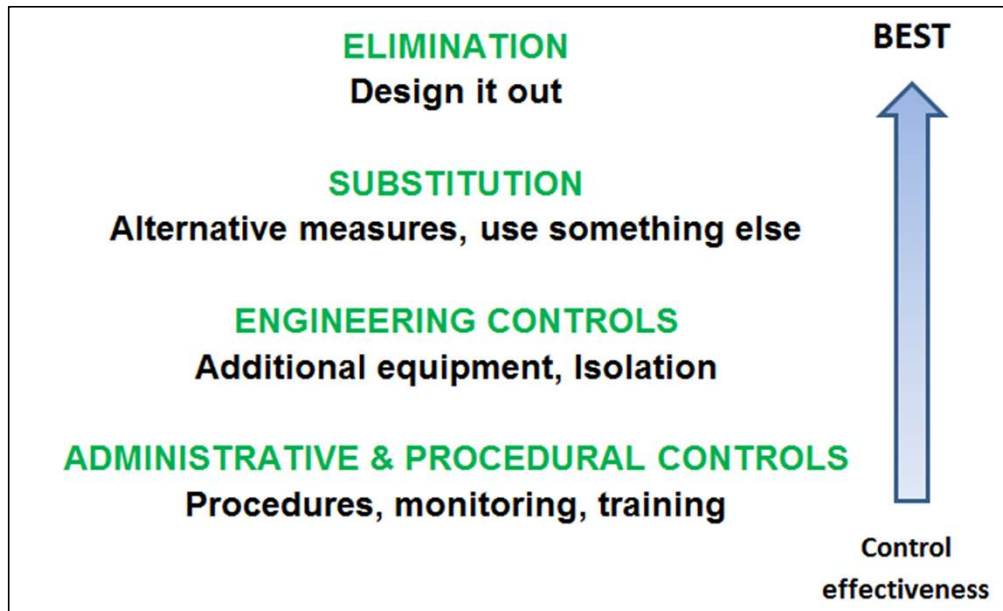 ELIMINATION
Design it out
SUBSTITUTION
Alternative measures, use something else
ENGINEERING CONTROLS
Additional equipment, Isolation
ADMINISTRATIVE & PROCEDURAL CONTROLS
Procedures, monitoring, training
BEST
Control
effectiveness